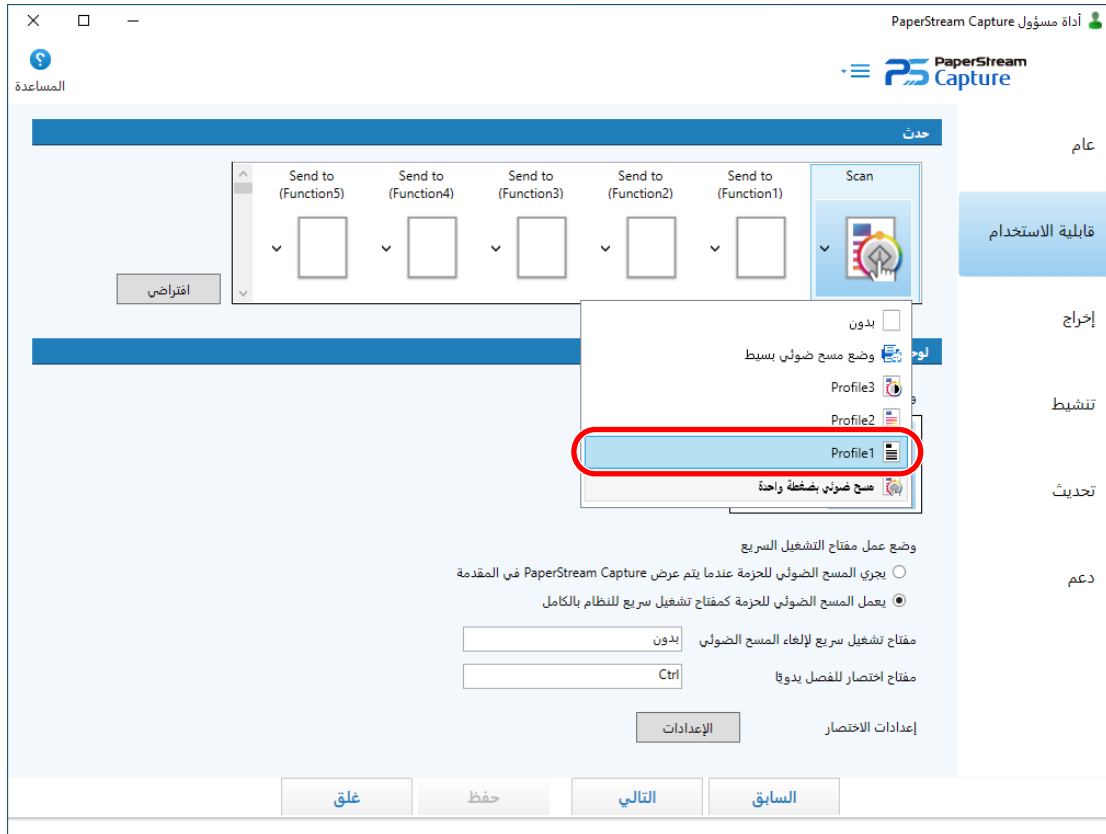 أداة مسؤول PaperStream Capture
PaperStream
Capture
المساعدة
عام
قابلية الاستخدام
إخراج
تنشيط
تحديث
دعم
حدث
Scan
Send to
(Function1)
Send to
(Function2)
Send to
(Function3)
Send to
(Function4)
Send to
(Function5)
افتراضي
لوح
بدون
وضع مسح ضوئي بسيط
Profile3
Profile2
Profile1
مسح ضوئي بضغطة واحدة
وضع عمل مفتاح التشغيل السريع
يجري المسح الضوئي للحزمة عندما يتم عرض PaperStream Capture في المقدمة
يعمل المسح الضوئي للحزمة كمفتاح تشغيل سريع للنظام بالكامل
مفتاح تشغيل سريع لإلغاء المسح الضوئي
بدون
مفتاح اختصار للفصل يدويًا
Ctrl
إعدادات الاختصار
الإعدادات
السابق
التالي
حفظ
غلق